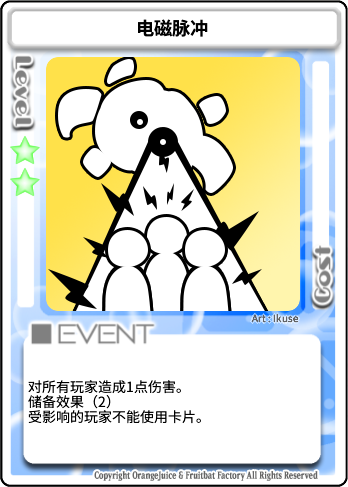 电磁脉冲
Level
Cost
Art : Ikuse
EVENT
对所有玩家造成1点伤害。
储备效果（2）
受影响的玩家不能使用卡片。
Copyright OrangeJuice & Fruitbat Factory All Rights Reserved